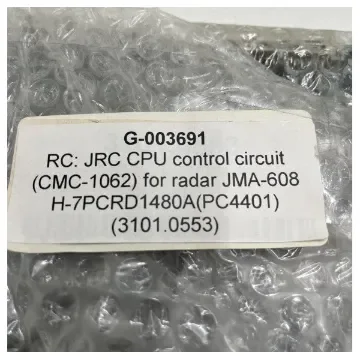 G-003691
RC: JRC CPU control circuit
(CMC-1062) for radar JMA-608
H-7PCRD1480A(PC4401)
(3101.0553)